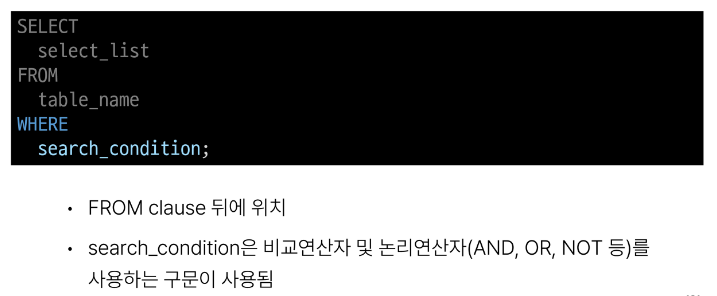 SELECT
  select_list
FROM
  table_name
WHERE
  search_condition;
• FROM clause 뒤에 위치
• search_condition은 비교연산자 및 논리연산자(AND, OR, NOT 등)를
사용하는 구문이 사용됨